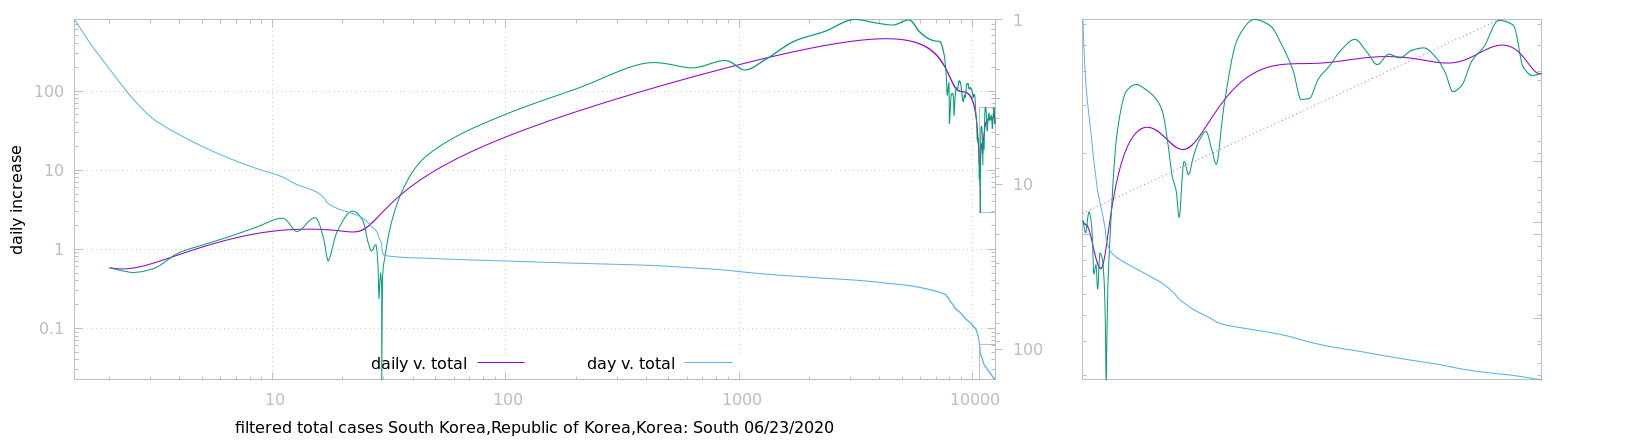 1
100
10
10
1
0.1
100
daily increase
daily v. total
day v. total
10
100
1000
10000
filtered total cases South Korea,Republic of Korea,Korea: South 06/23/2020